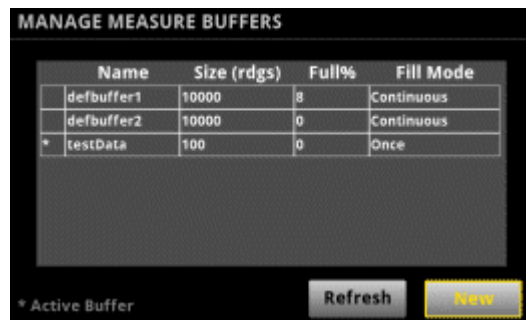 MANAGE MEASURE BUFFERS
Name Size (rdgs) Full% Fill Mode
defbuffer1 10000 8 Continuous
defbuffer2 10000 0 Continuous
* testData 100 0 Once
* Active Buffer Refresh New